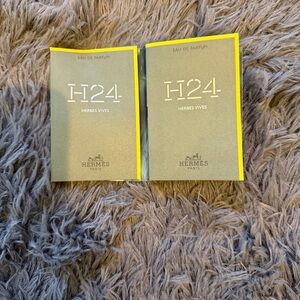 EAU DE PARFUM
H24
HERBES VIVES
HERMÈS
PARIS
EAU DE PARFUM
H24
HERBES VIVES
HERMÈS
PARIS